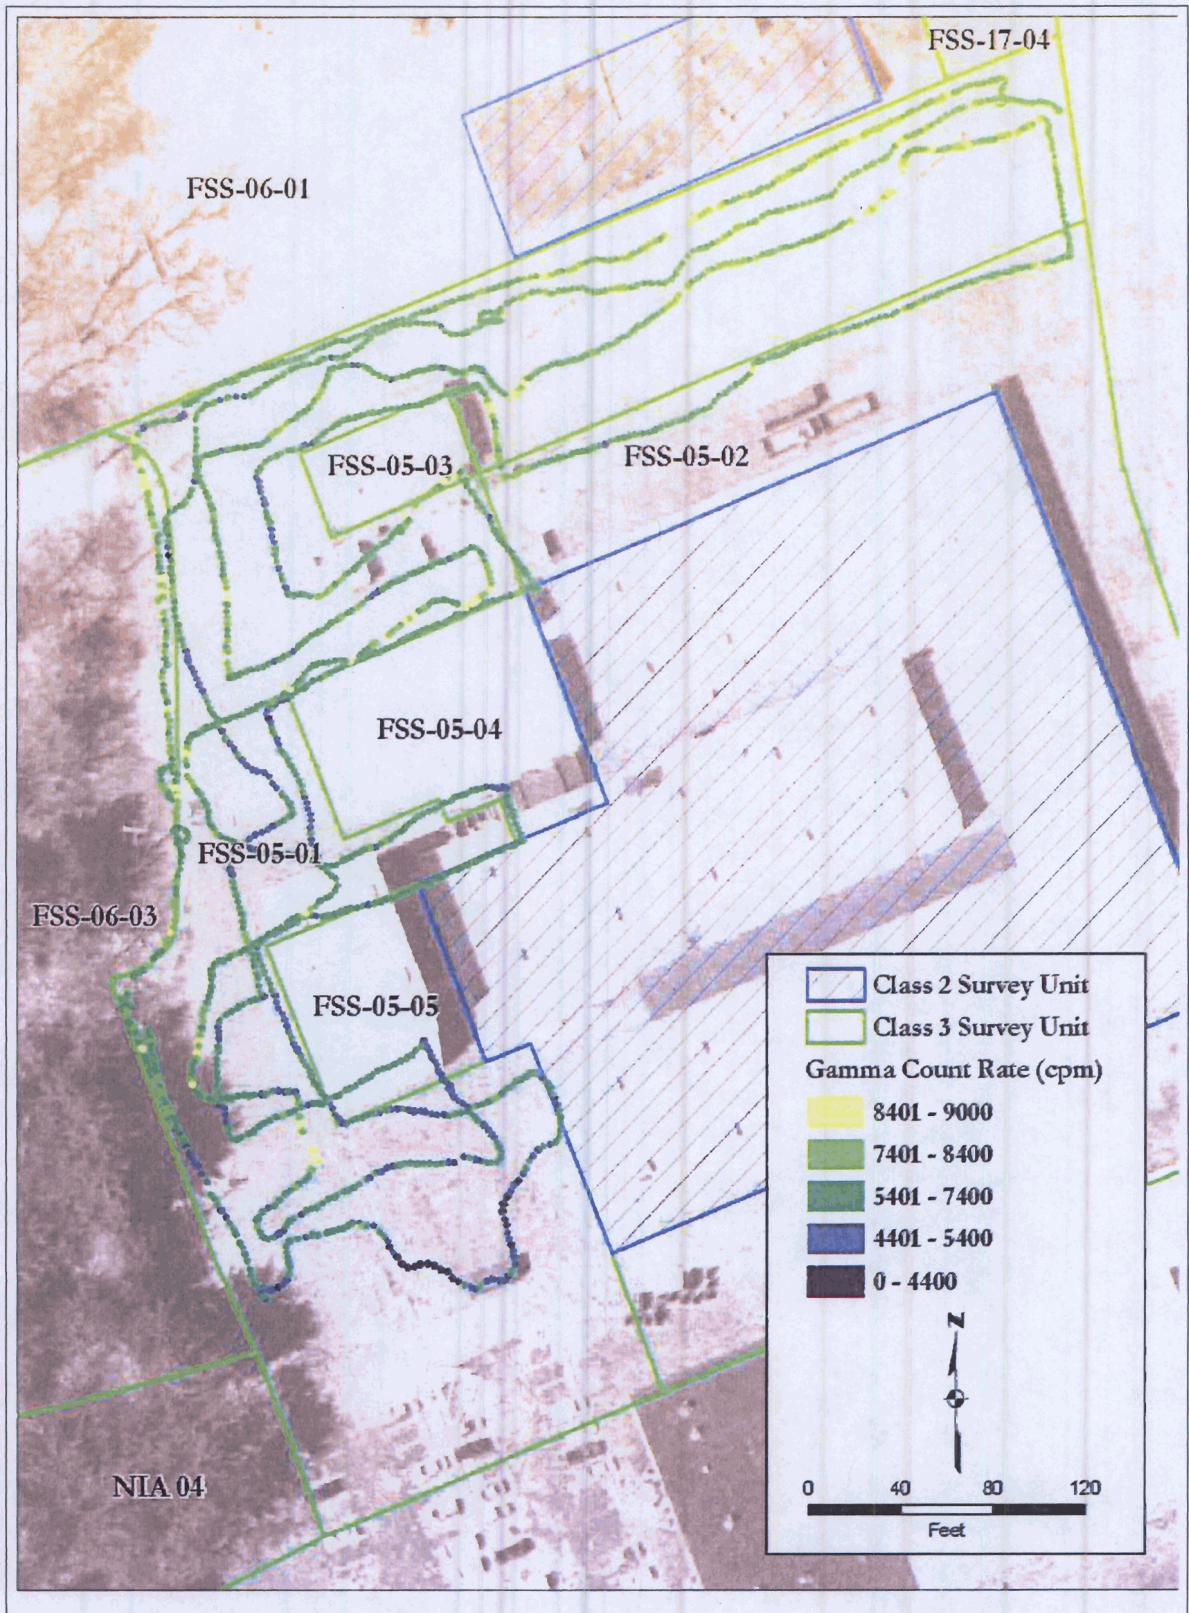 FSS-17-04
FSS-06-01
FSS-05-03
FSS-05-02
FSS-05-04
FSS-05-01
FSS-06-03
FSS-05-05
NIA 04
Class 2 Survey Unit
Class 3 Survey Unit
Gamma Count Rate (cpm)
8401 - 9000
7401 - 8400
5401 - 7400
4401 - 5400
0 - 4400
N
0 40 80 120
Feet